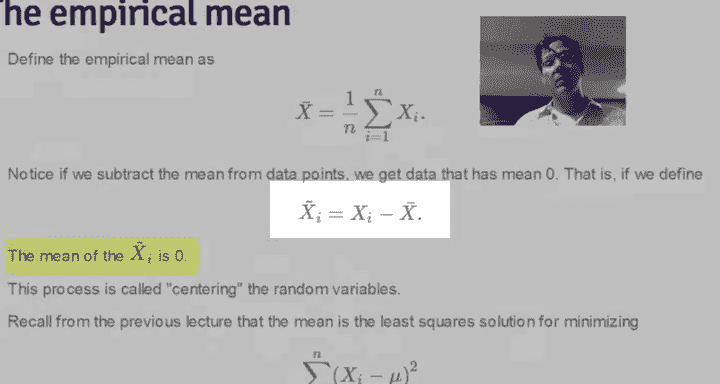 he empirical mean
Define the empirical mean as
X̄ = 1/n ∑_{i=1}^{n} X_i.
Notice if we subtract the mean from data points, we get data that has mean 0. That is, if we define
X̃_i = X_i − X̄.
The mean of the X̃_i is 0.
This process is called "centering" the random variables.
Recall from the previous lecture that the mean is the least squares solution for minimizing
∑^{n} (X_i − μ)²